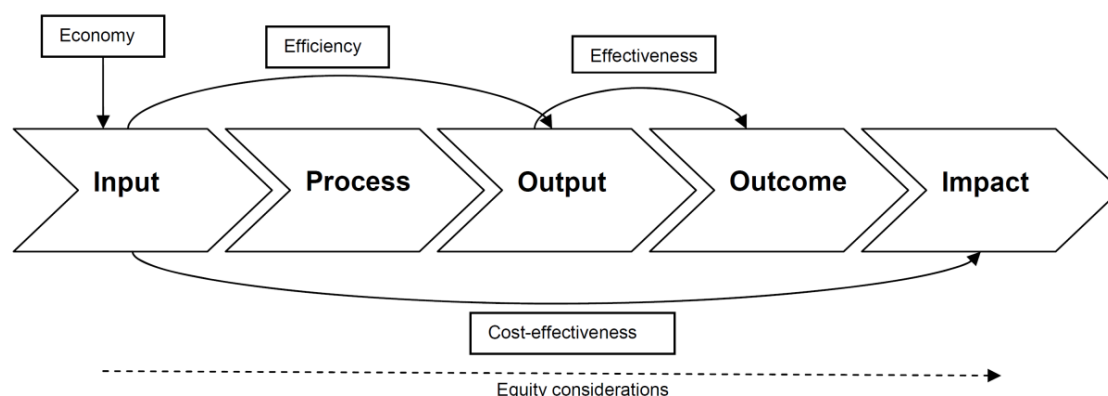 Economy
Efficiency
Effectiveness
Input
Process
Output
Outcome
Impact
Cost-effectiveness
Equity considerations